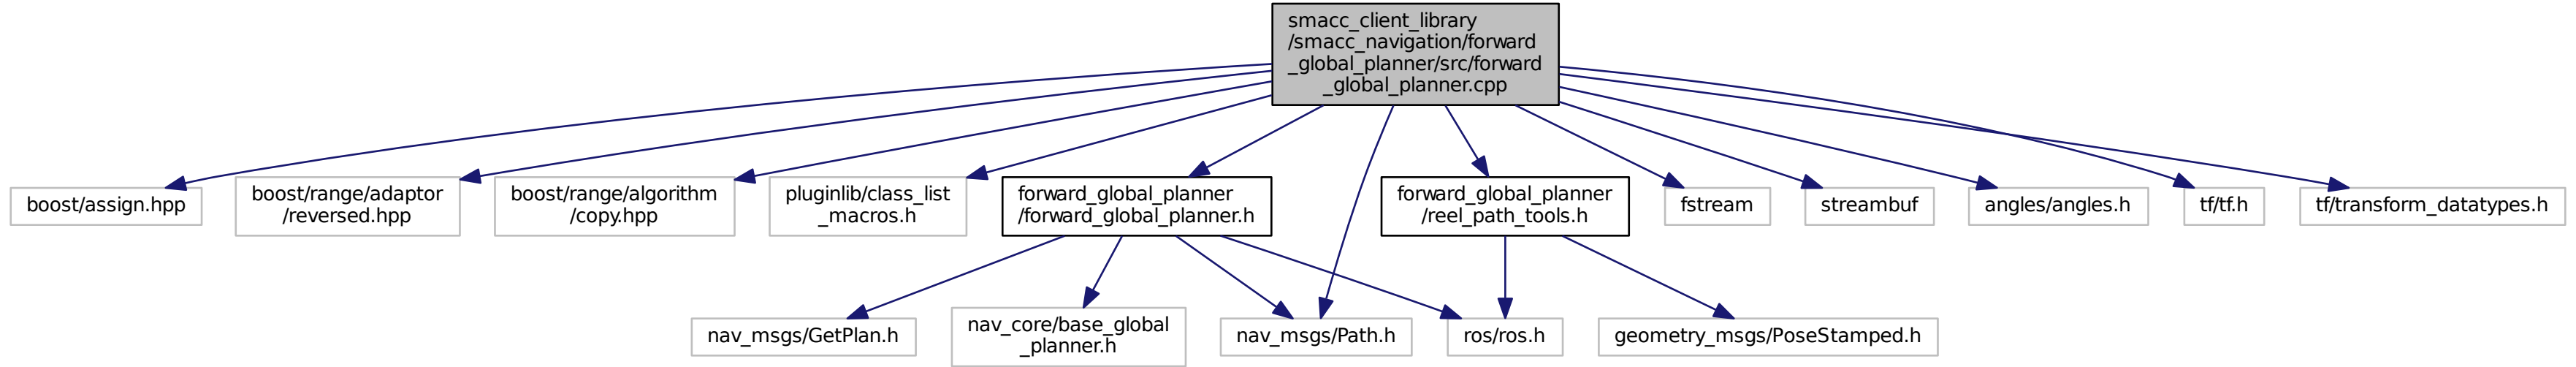 smacc_client_library
/smacc_navigation/forward
_global_planner/src/forward
_global_planner.cpp
boost/assign.hpp
boost/range/adaptor
/reversed.hpp
boost/range/algorithm
/copy.hpp
pluginlib/class_list
_macros.h
forward_global_planner
/forward_global_planner.h
forward_global_planner
/reel_path_tools.h
fstream
streambuf
angles/angles.h
tf/tf.h
tf/transform_datatypes.h
nav_msgs/GetPlan.h
nav_core/base_global
_planner.h
nav_msgs/Path.h
ros/ros.h
geometry_msgs/PoseStamped.h